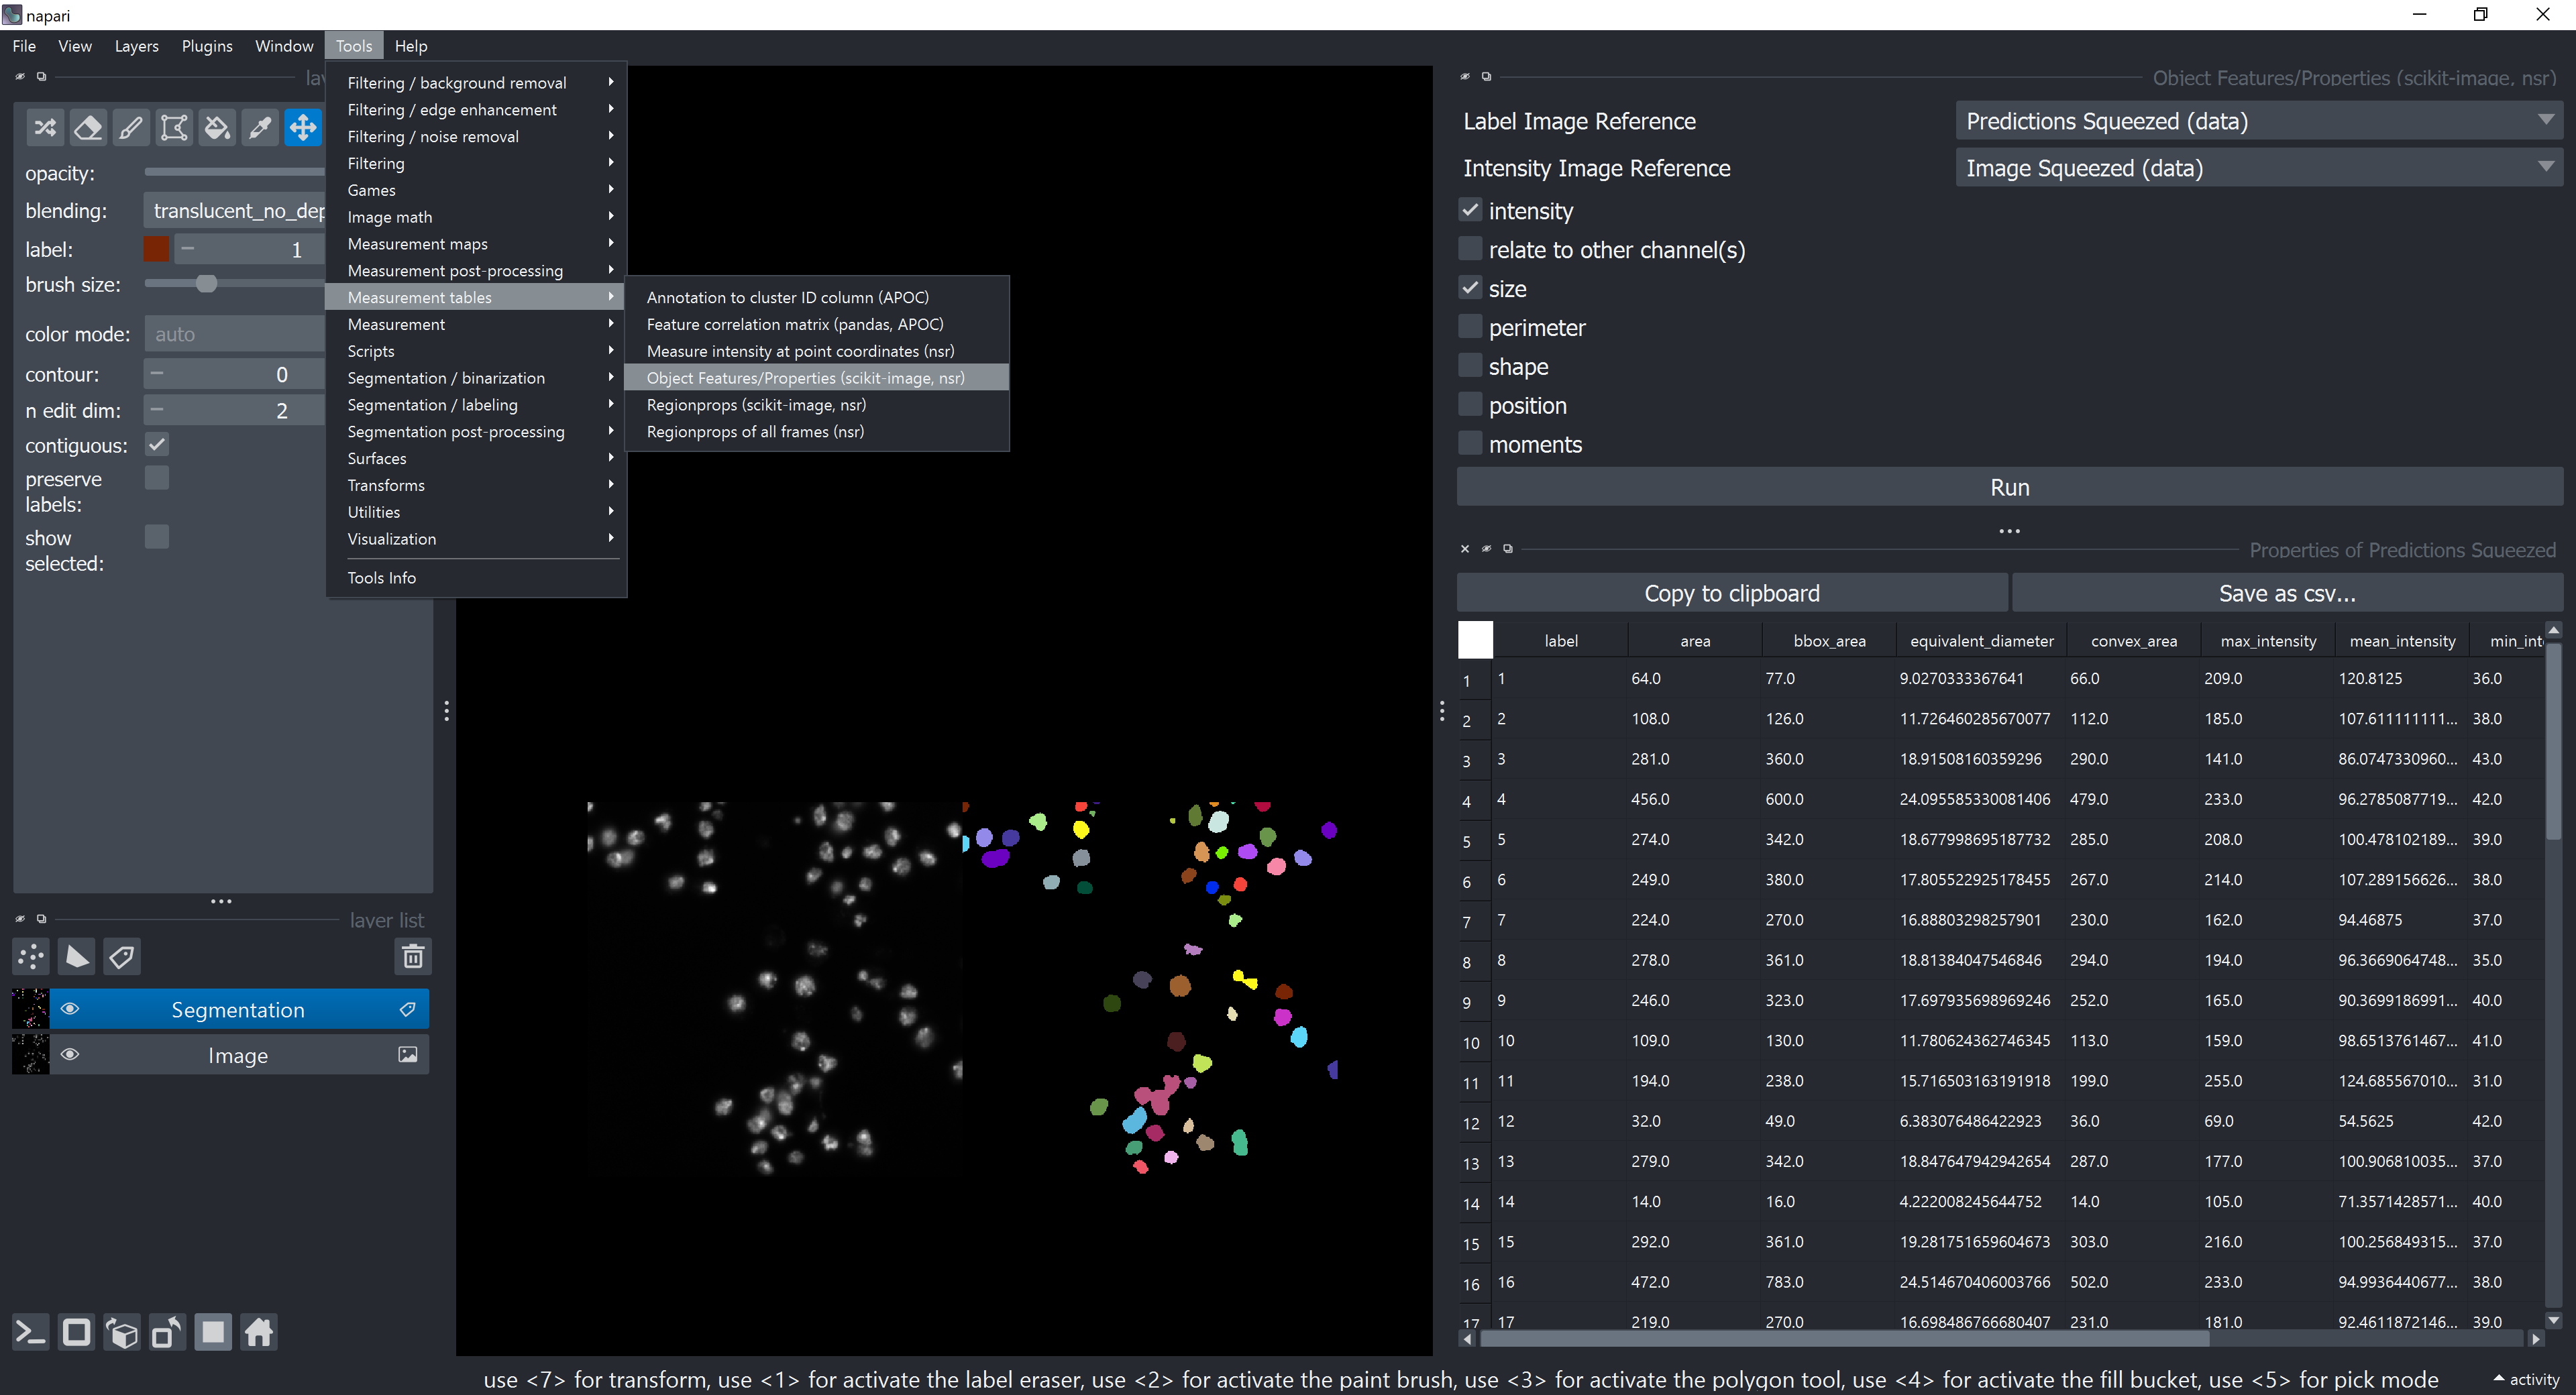 napari
File View Layers Plugins Window Tools Help
opacity:
blending: translucent_no_dep
label: 1
brush size:
color mode: auto
contour: 0
n edit dim: 2
contiguous:
preserve
labels:
show
selected:
Filtering / background removal
Filtering / edge enhancement
Filtering / noise removal
Filtering
Games
Image math
Measurement maps
Measurement post-processing
Measurement tables
Measurement
Scripts
Segmentation / binarization
Segmentation / labeling
Segmentation post-processing
Surfaces
Transforms
Utilities
Visualization
Tools Info
Annotation to cluster ID column (APOC)
Feature correlation matrix (pandas, APOC)
Measure intensity at point coordinates (nsr)
Object Features/Properties (scikit-image, nsr)
Regionprops (scikit-image, nsr)
Regionprops of all frames (nsr)
layer list
Segmentation
Image
Object Features/Properties (scikit-image, nsr)
Label Image Reference Predictions Squeezed (data)
Intensity Image Reference Image Squeezed (data)
intensity
relate to other channel(s)
size
perimeter
shape
position
moments
Run
Properties of Predictions Squeezed
Copy to clipboard Save as csv...
label area bbox_area equivalent_diameter convex_area max_intensity mean_intensity min_int
1 1 64.0 77.0 9.0270333367641 66.0 209.0 120.8125 36.0
2 2 108.0 126.0 11.726460285670077 112.0 185.0 107.611111111... 38.0
3 3 281.0 360.0 18.91508160359296 290.0 141.0 86.0747330960... 43.0
4 4 456.0 600.0 24.095585330081406 479.0 233.0 96.2785087719... 42.0
5 5 274.0 342.0 18.677998695187732 285.0 208.0 100.478102189... 39.0
6 6 249.0 380.0 17.805522925178455 267.0 214.0 107.289156626... 38.0
7 7 224.0 270.0 16.88803298257901 230.0 162.0 94.46875 37.0
8 8 278.0 361.0 18.81384047546846 294.0 194.0 96.3669064748... 35.0
9 9 246.0 323.0 17.697935698969246 252.0 165.0 90.3699186991... 40.0
10 10 109.0 130.0 11.780624362746345 113.0 159.0 98.6513761467... 41.0
11 11 194.0 238.0 15.716503163191918 199.0 255.0 124.685567010... 31.0
12 12 32.0 49.0 6.383076486422923 36.0 69.0 54.5625 42.0
13 13 279.0 342.0 18.847647942942654 287.0 177.0 100.906810035... 37.0
14 14 14.0 16.0 4.222008245644752 14.0 105.0 71.3571428571... 40.0
15 15 292.0 361.0 19.281751659604673 303.0 216.0 100.256849315... 37.0
16 16 472.0 783.0 24.514670406003766 502.0 233.0 94.9936440677... 38.0
17 17 219.0 270.0 16.698486766680407 231.0 181.0 92.4611872146... 39.0
use <7> for transform, use <1> for activate the label eraser, use <2> for activate the paint brush, use <3> for activate the polygon tool, use <4> for activate the fill bucket, use <5> for pick mode
activity